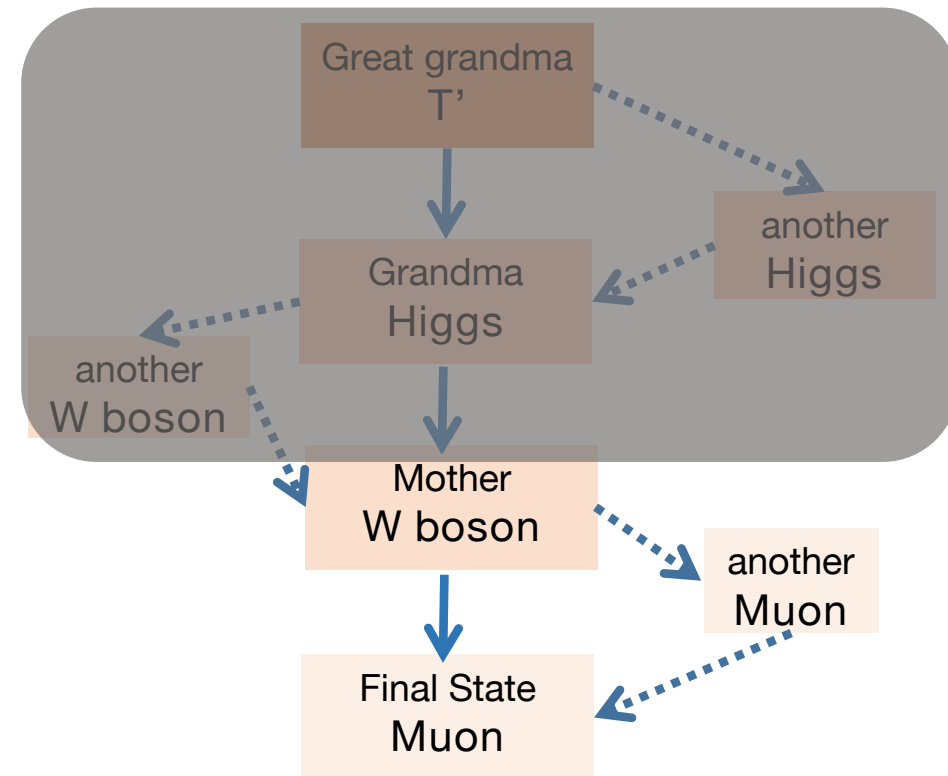 Great grandma
T’
another
Higgs
Grandma
Higgs
another
W boson
Mother
W boson
another
Muon
Final State
Muon